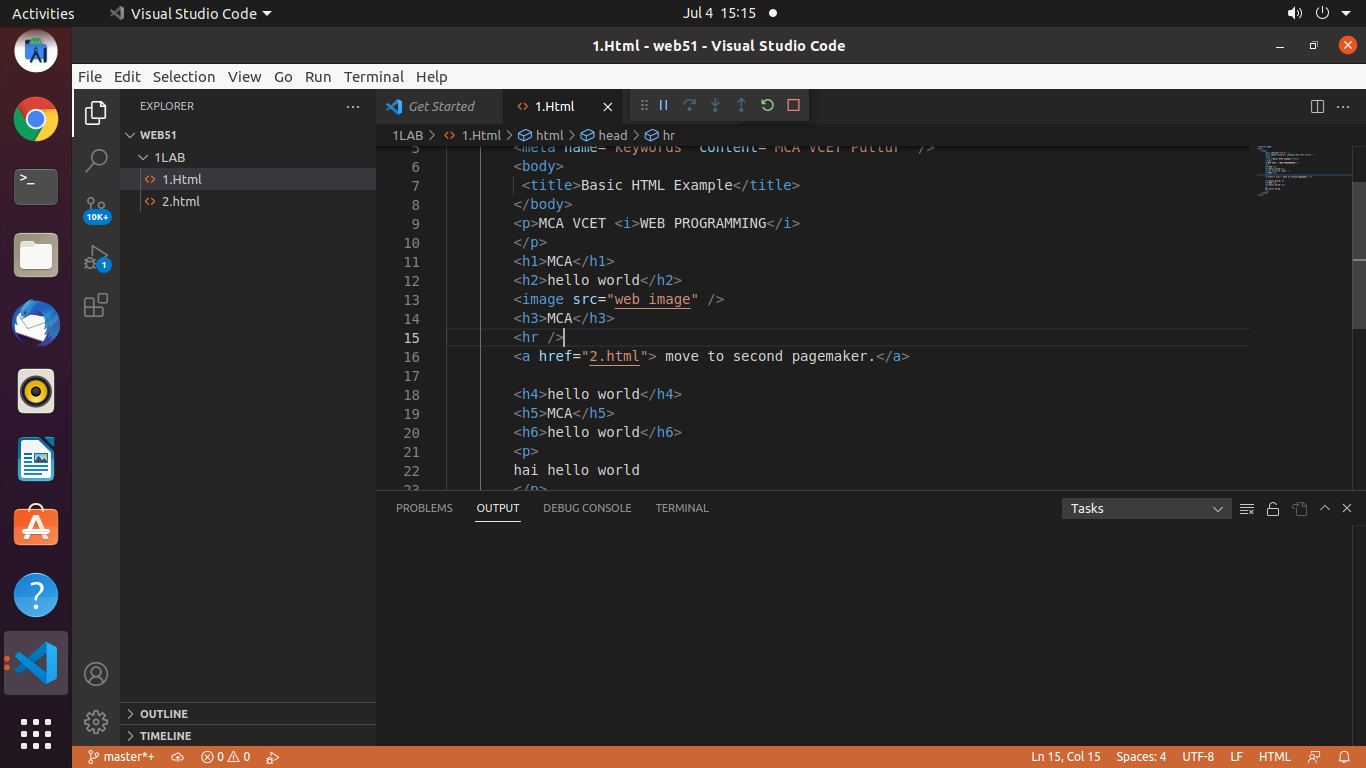 Activities Visual Studio Code Jul 4 15:15
1.Html - web51 - Visual Studio Code
File Edit Selection View Go Run Terminal Help
EXPLORER
Get Started 1.Html
1LAB > 1.Html > html > head > hr
WEB51
1LAB
1.Html
2.html
10K+
1
5 <meta name="Keywords" content="MCA VCET Puttur" />
6 <body>
7 <title>Basic HTML Example</title>
8 </body>
9 <p>MCA VCET <i>WEB PROGRAMMING</i>
10 </p>
11 <h1>MCA</h1>
12 <h2>hello world</h2>
13 <image src="web image" />
14 <h3>MCA</h3>
15 <hr />
16 <a href="2.html"> move to second pagemaker.</a>
17
18 <h4>hello world</h4>
19 <h5>MCA</h5>
20 <h6>hello world</h6>
21 <p>
22 hai hello world
23 </p>
PROBLEMS OUTPUT DEBUG CONSOLE TERMINAL Tasks
OUTLINE
TIMELINE
master*+ 0 0 Ln 15, Col 15 Spaces: 4 UTF-8 LF HTML